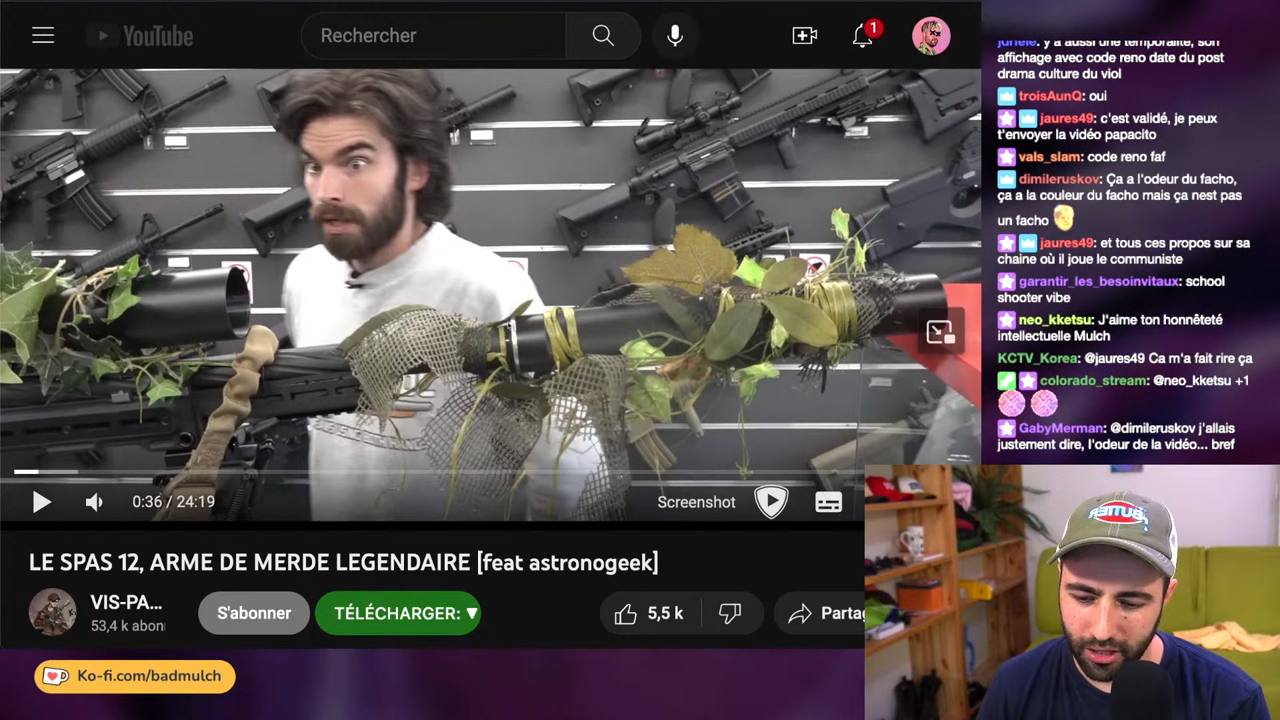 YouTube
Rechercher
1
0:36 / 24:19
Screenshot
LE SPAS 12, ARME DE MERDE LEGENDAIRE [feat astronogeek]
VIS-PA...
53,4 k abon
S'abonner
TÉLÉCHARGER: ▼
5,5 k
Partag
Ko-fi.com/badmulch
y a aussi une temporalité, son
affichage avec code reno date du post
drama culture du viol
troisAunQ: oui
jaures49: c'est validé, je peux
t'envoyer la vidéo papacito
vals_slam: code reno faf
dimileruskov: Ça a l'odeur du facho,
ça a la couleur du facho mais ça nest pas
un facho
jaures49: et tous ces propos sur sa
chaine où il joue le communiste
garantir_les_besoinvitaux: school
shooter vibe
neo_kketsu: J'aime ton honnêteté
intellectuelle Mulch
KCTV_Korea: @jaures49 Ca m'a fait rire ça
colorado_stream: @neo_kketsu +1
GabyMerman: @dimileruskov j'allais
justement dire, l'odeur de la vidéo... bref
BUTTER